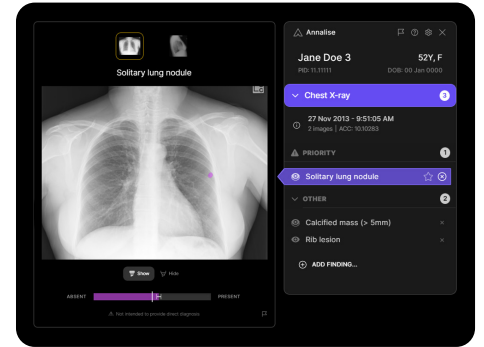 Solitary lung nodule
Show
Hide
ABSENT
PRESENT
Not intended to provide direct diagnosis
Annalise
Jane Doe 3
52Y, F
PID: 11.11111
DOB: 00 Jan 0000
Chest X-ray
3
27 Nov 2013 - 9:51:05 AM
2 images | ACC: 10.10283
PRIORITY
1
Solitary lung nodule
OTHER
2
Calcified mass (> 5mm)
Rib lesion
ADD FINDING...